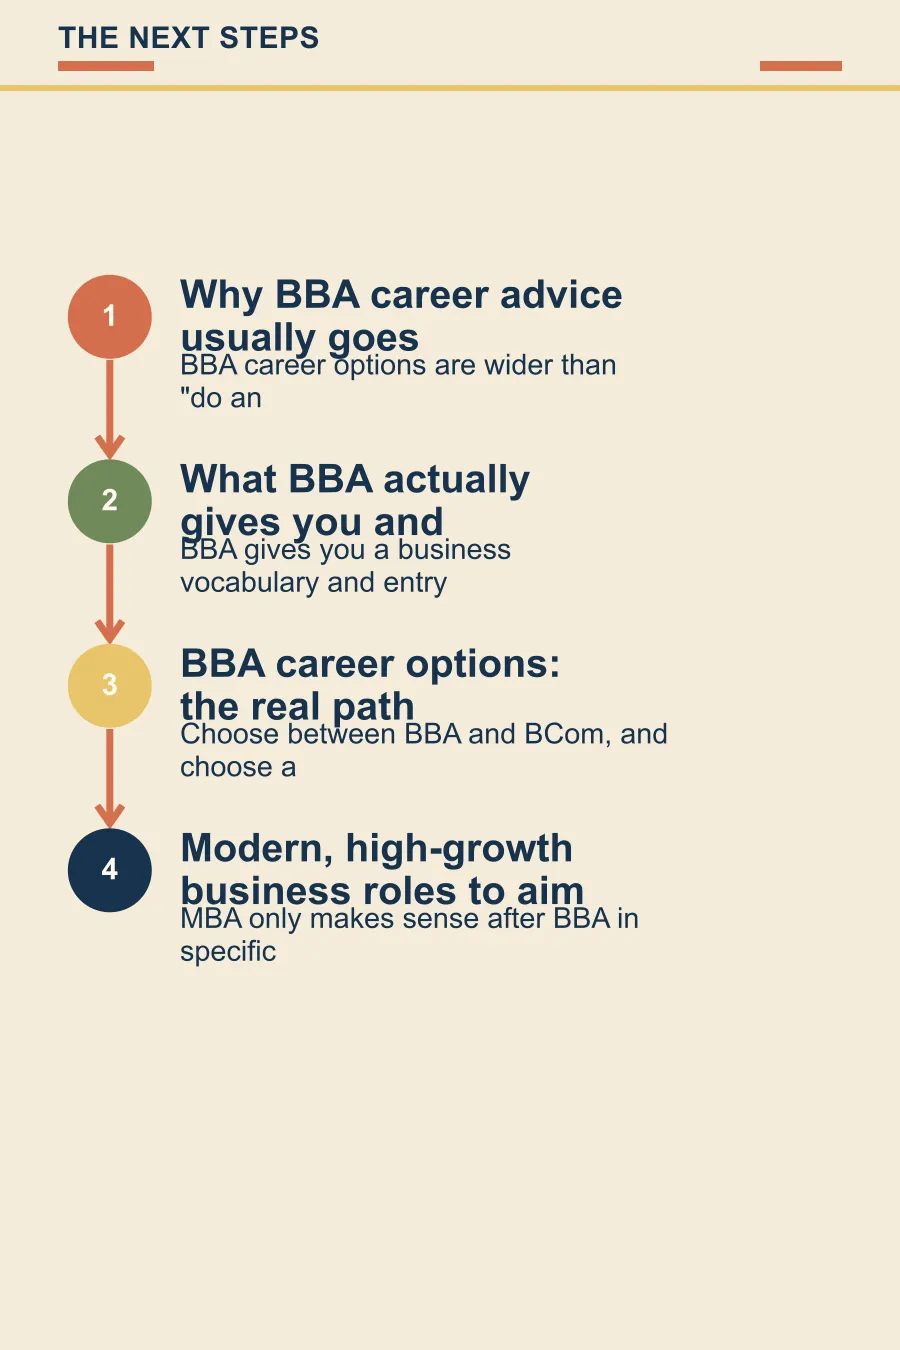 THE NEXT STEPS
1
Why BBA career advice
usually goes
BBA career options are wider than
"do an
2
What BBA actually
gives you and
BBA gives you a business
vocabulary and entry
3
BBA career options:
the real path
Choose between BBA and BCom, and
choose a
4
Modern, high-growth
business roles to aim
MBA only makes sense after BBA in
specific